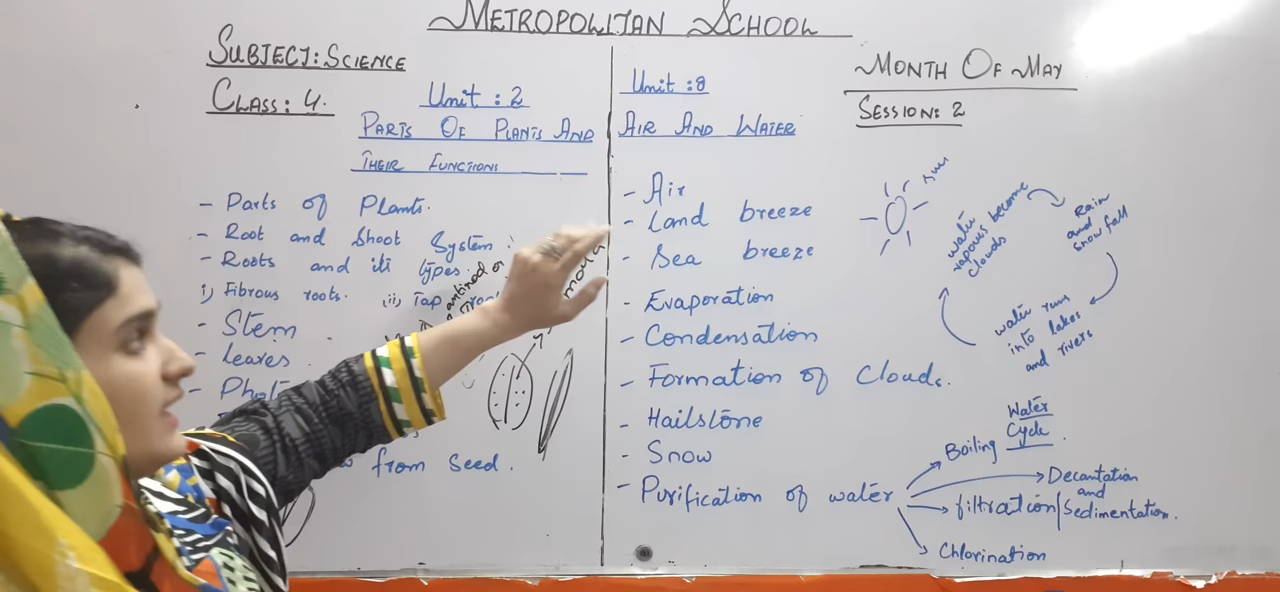 METROPOLITAN SCHOOL
SUBJECT: SCIENCE
CLASS: 4.
MONTH OF MAY
SESSION: 2
Unit : 2
PARTS OF PLANTS AND
THEIR FUNCTIONS
- Parts of Plants.
- Root and Shoot System
- Roots and its types.
i) Fibrous roots. (ii) Tap
- Stem
- Leaves
from seed.
Unit : 8
AIR AND WATER
- Air
- Land breeze
- Sea breeze
- Evaporation
- Condensation
- Formation of Clouds.
- Hailstone
- Snow
- Purification of water
Boiling
Decantation
and
filtration/Sedimentation.
Chlorination
sun
water
vapours become
clouds
Rain
and
snow fall
water runs
into lakes
and rivers
Water
Cycle